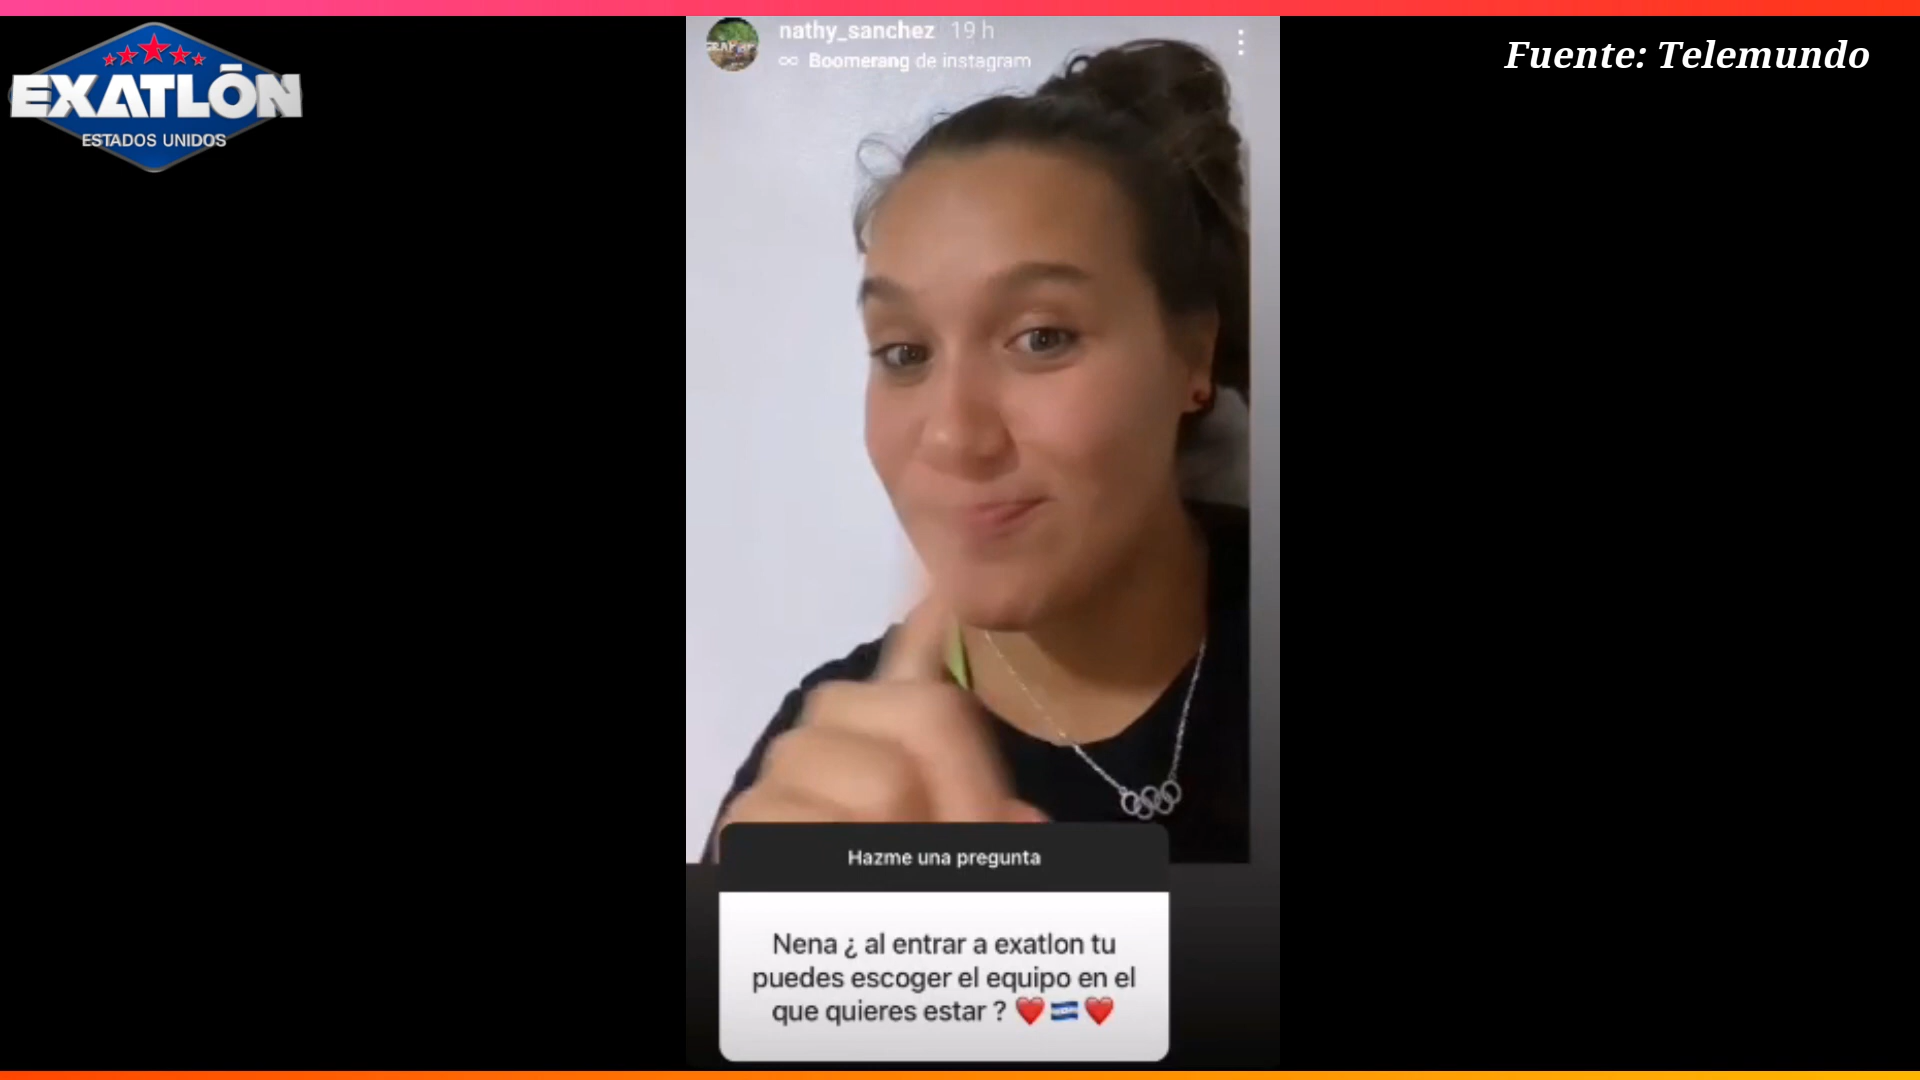 EXATLÓN
ESTADOS UNIDOS
nathy_sanchez 19 h
Boomerang de instagram
Fuente: Telemundo
Hazme una pregunta
Nena ¿ al entrar a exatlon tu
puedes escoger el equipo en el
que quieres estar ? ❤️🇭🇳❤️